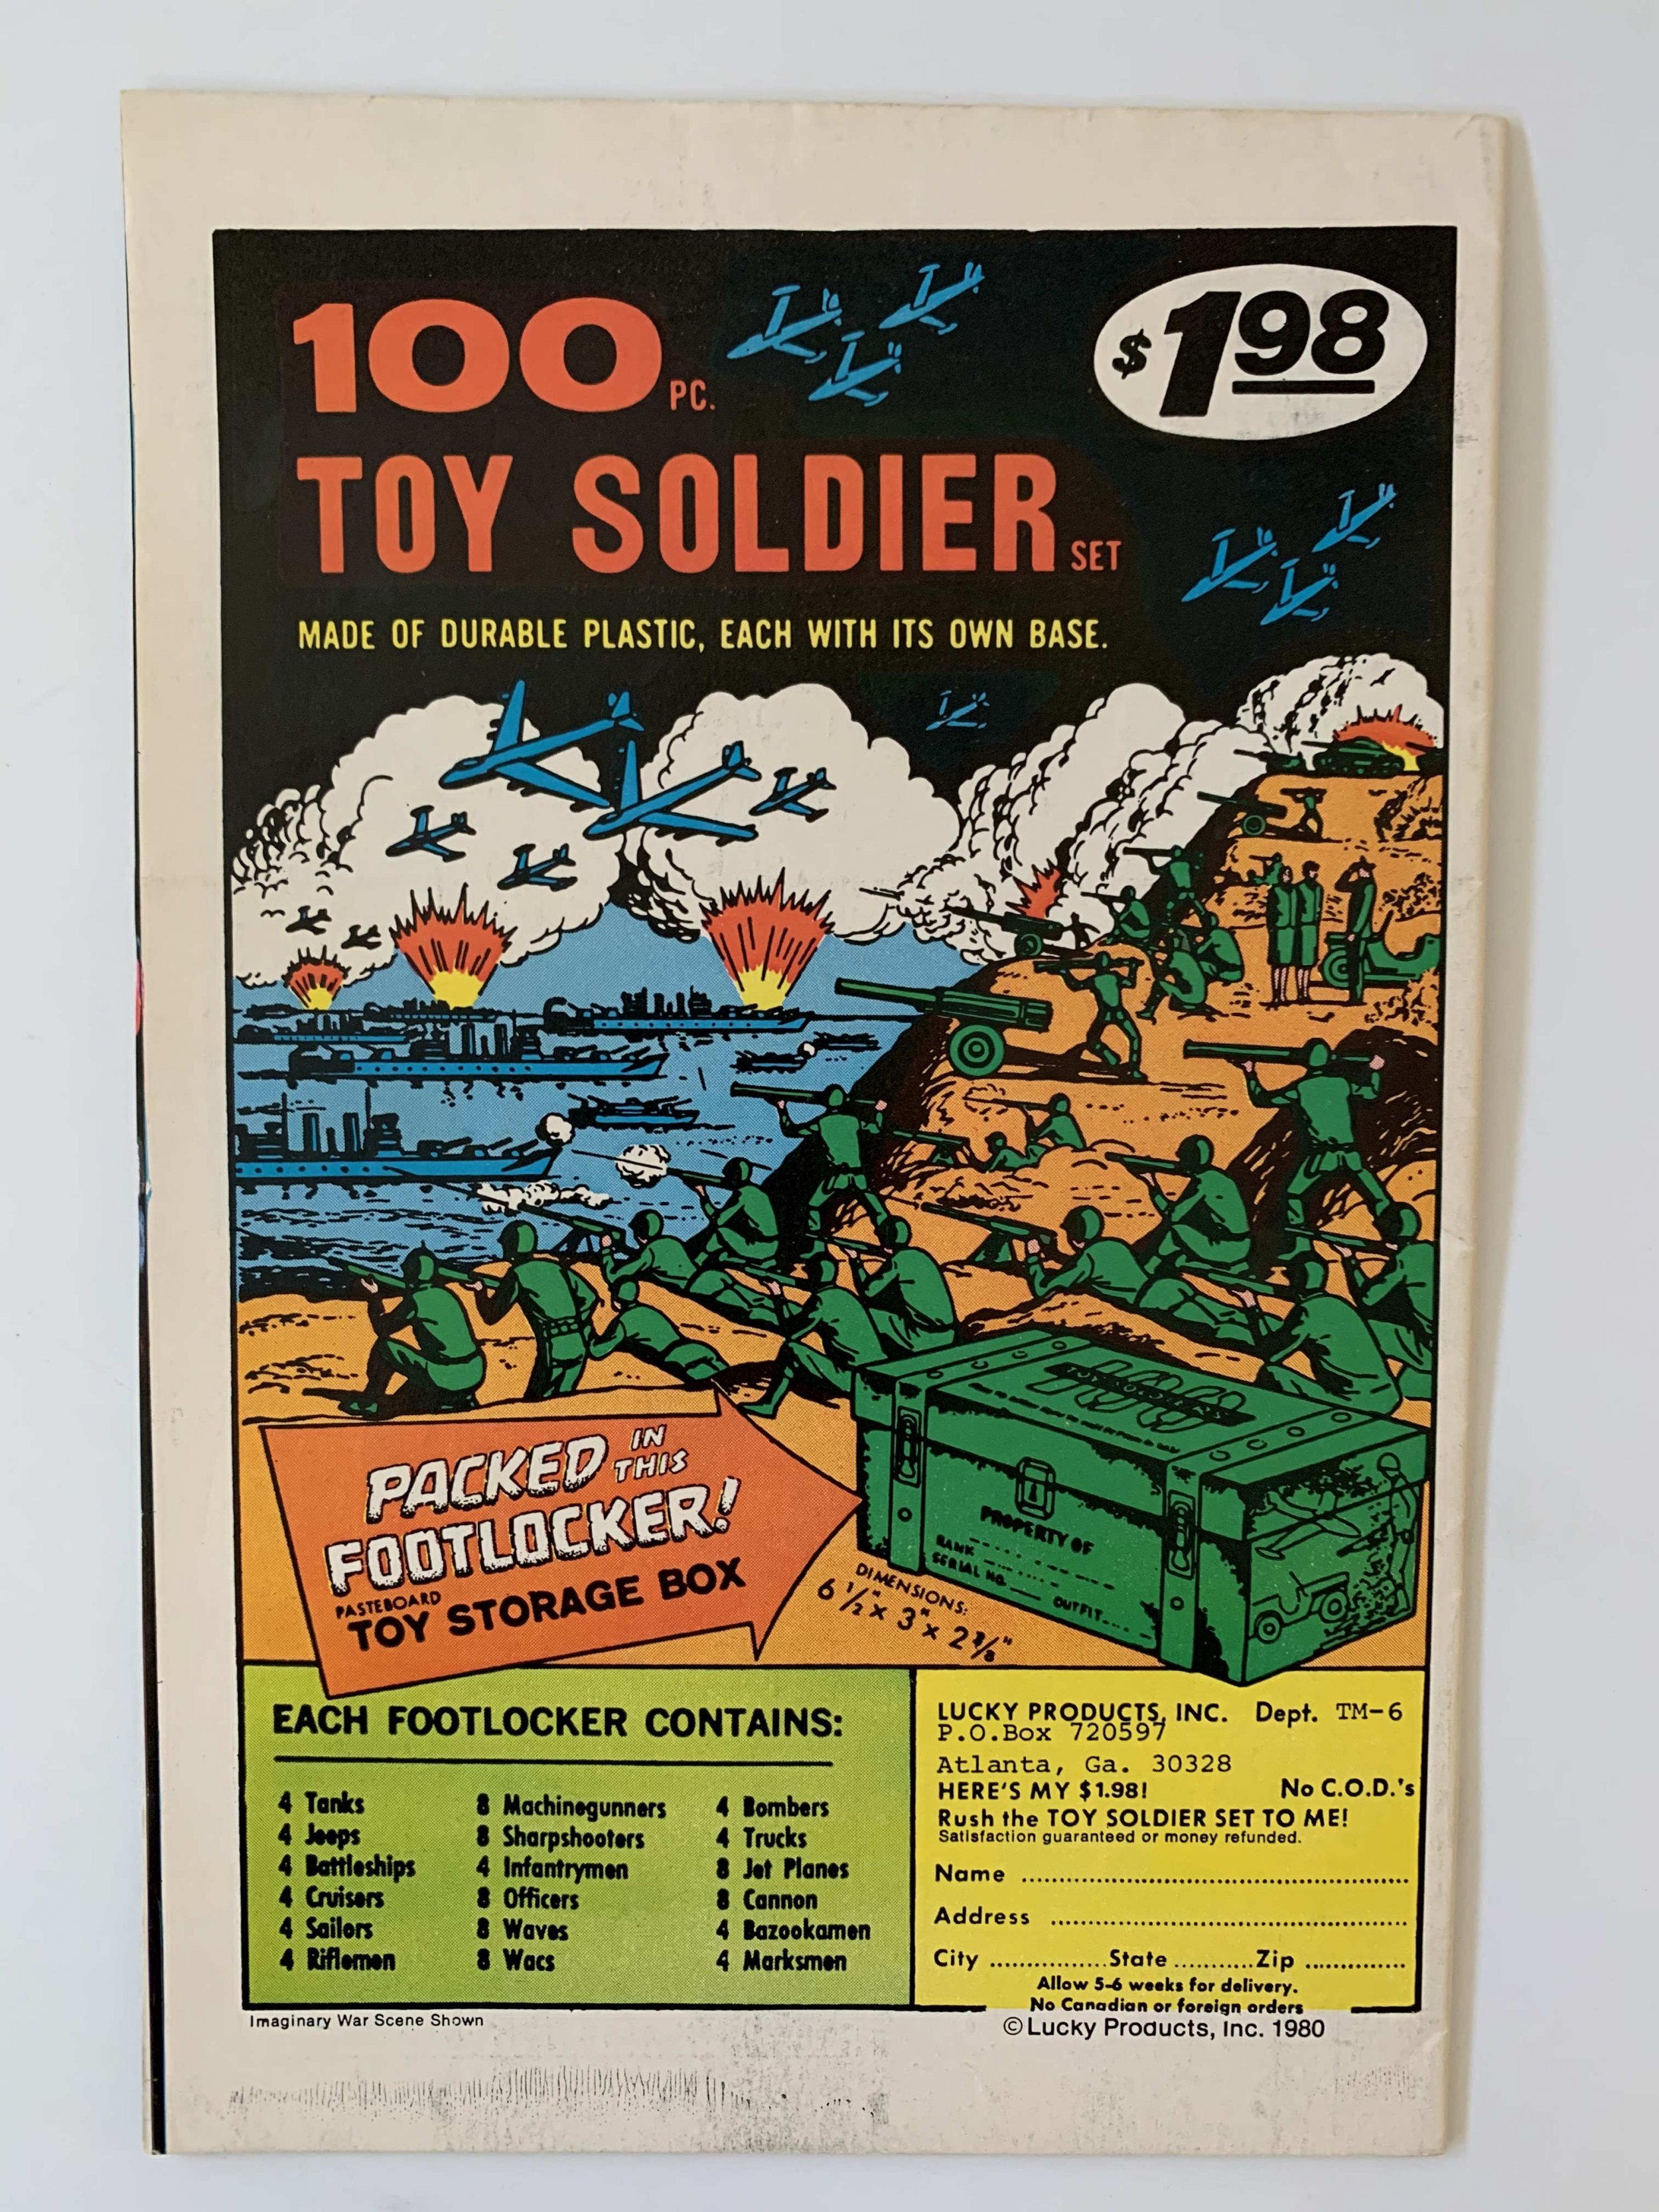 100 PC.
$1.98
TOY SOLDIER SET
MADE OF DURABLE PLASTIC, EACH WITH ITS OWN BASE.
PACKED IN THIS
FOOTLOCKER!
PASTEBOARD
TOY STORAGE BOX
PROPERTY OF
RANK
SERIAL NO.
OUTFIT
DIMENSIONS:
6 1/2" x 3" x 2 7/8"
EACH FOOTLOCKER CONTAINS:
4 Tanks
4 Jeeps
4 Battleships
4 Cruisers
4 Sailors
4 Riflemen
8 Machinegunners
8 Sharpshooters
4 Infantrymen
8 Officers
8 Waves
8 Wacs
4 Bombers
4 Trucks
8 Jet Planes
8 Cannon
4 Bazookamen
4 Marksmen
LUCKY PRODUCTS, INC. Dept. TM-6
P.O.Box 720597
Atlanta, Ga. 30328
HERE'S MY $1.98! No C.O.D.'s
Rush the TOY SOLDIER SET TO ME!
Satisfaction guaranteed or money refunded.
Name ..........
Address ..........
City .......... State .......... Zip ..........
Allow 5-6 weeks for delivery.
No Canadian or foreign orders
Imaginary War Scene Shown
© Lucky Products, Inc. 1980